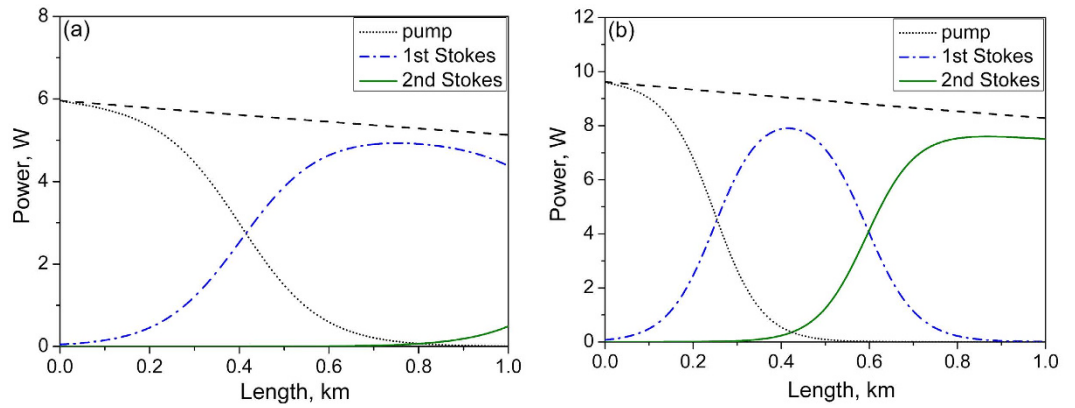 (a)
pump
1st Stokes
2nd Stokes
8
6
4
2
0
Power, W
0.0 0.2 0.4 0.6 0.8 1.0
Length, km
(b)
pump
1st Stokes
2nd Stokes
12
10
8
6
4
2
0
Power, W
0.0 0.2 0.4 0.6 0.8 1.0
Length, km